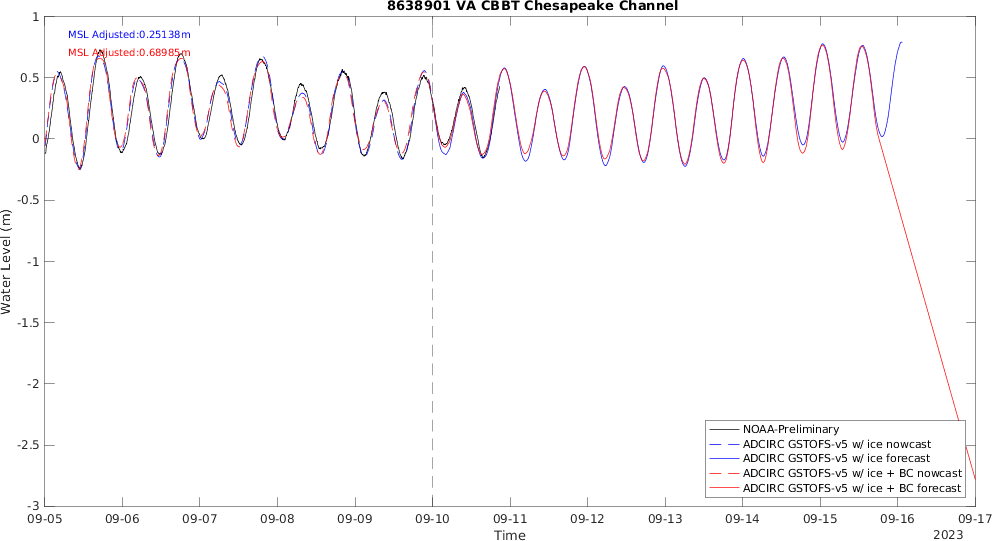 8638901 VA CBBT Chesapeake Channel
MSL Adjusted:0.25138m
MSL Adjusted:0.68985m
Water Level (m)
1
0.5
0
-0.5
-1
-1.5
-2
-2.5
-3
NOAA-Preliminary
ADCIRC GSTOFS-v5 w/ ice nowcast
ADCIRC GSTOFS-v5 w/ ice forecast
ADCIRC GSTOFS-v5 w/ ice + BC nowcast
ADCIRC GSTOFS-v5 w/ ice + BC forecast
09-05 09-06 09-07 09-08 09-09 09-10 09-11 09-12 09-13 09-14 09-15 09-16 09-17
Time
2023